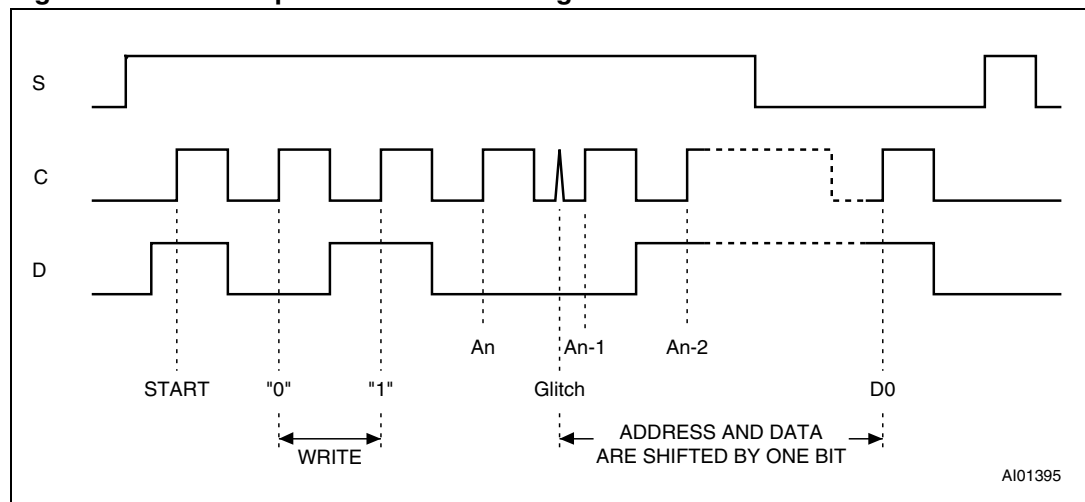 S
C
D
An An-1 An-2
START "0" "1" Glitch D0
WRITE
ADDRESS AND DATA
ARE SHIFTED BY ONE BIT
AI01395